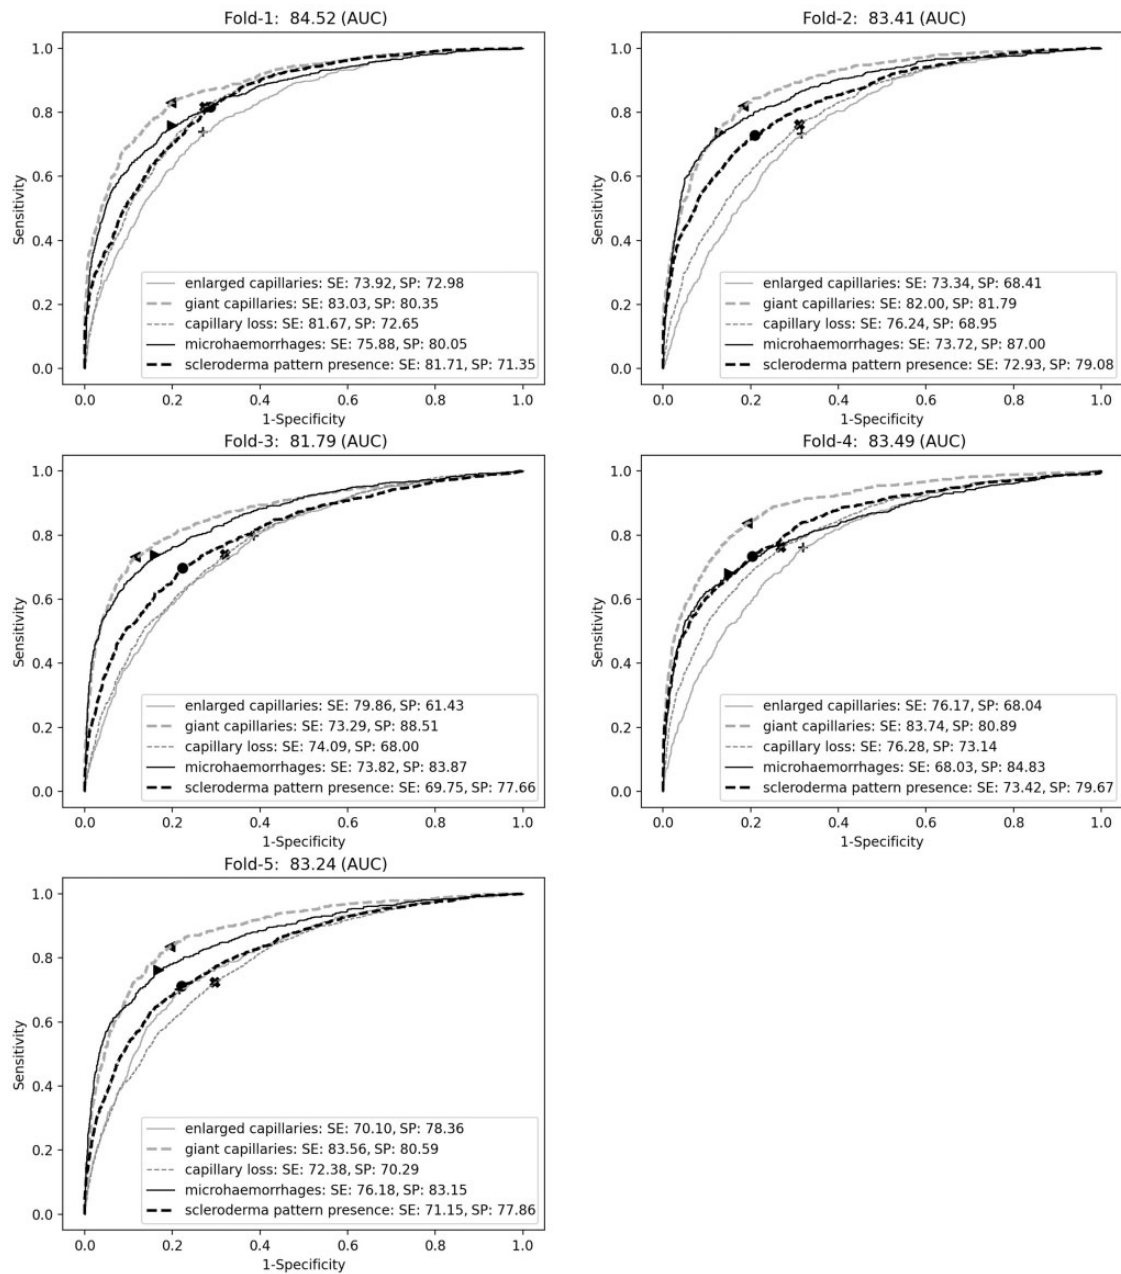 Fold-1: 84.52 (AUC)
1.0
0.8
0.6
0.4
0.2
0.0
Sensitivity
enlarged capillaries: SE: 73.92, SP: 72.98
giant capillaries: SE: 83.03, SP: 80.35
capillary loss: SE: 81.67, SP: 72.65
microhaemorrhages: SE: 75.88, SP: 80.05
scleroderma pattern presence: SE: 81.71, SP: 71.35
0.0 0.2 0.4 0.6 0.8 1.0
1-Specificity
Fold-2: 83.41 (AUC)
1.0
0.8
0.6
0.4
0.2
0.0
Sensitivity
enlarged capillaries: SE: 73.34, SP: 68.41
giant capillaries: SE: 82.00, SP: 81.79
capillary loss: SE: 76.24, SP: 68.95
microhaemorrhages: SE: 73.72, SP: 87.00
scleroderma pattern presence: SE: 72.93, SP: 79.08
0.0 0.2 0.4 0.6 0.8 1.0
1-Specificity
Fold-3: 81.79 (AUC)
1.0
0.8
0.6
0.4
0.2
0.0
Sensitivity
enlarged capillaries: SE: 79.86, SP: 61.43
giant capillaries: SE: 73.29, SP: 88.51
capillary loss: SE: 74.09, SP: 68.00
microhaemorrhages: SE: 73.82, SP: 83.87
scleroderma pattern presence: SE: 69.75, SP: 77.66
0.0 0.2 0.4 0.6 0.8 1.0
1-Specificity
Fold-4: 83.49 (AUC)
1.0
0.8
0.6
0.4
0.2
0.0
Sensitivity
enlarged capillaries: SE: 76.17, SP: 68.04
giant capillaries: SE: 83.74, SP: 80.89
capillary loss: SE: 76.28, SP: 73.14
microhaemorrhages: SE: 68.03, SP: 84.83
scleroderma pattern presence: SE: 73.42, SP: 79.67
0.0 0.2 0.4 0.6 0.8 1.0
1-Specificity
Fold-5: 83.24 (AUC)
1.0
0.8
0.6
0.4
0.2
0.0
Sensitivity
enlarged capillaries: SE: 70.10, SP: 78.36
giant capillaries: SE: 83.56, SP: 80.59
capillary loss: SE: 72.38, SP: 70.29
microhaemorrhages: SE: 76.18, SP: 83.15
scleroderma pattern presence: SE: 71.15, SP: 77.86
0.0 0.2 0.4 0.6 0.8 1.0
1-Specificity